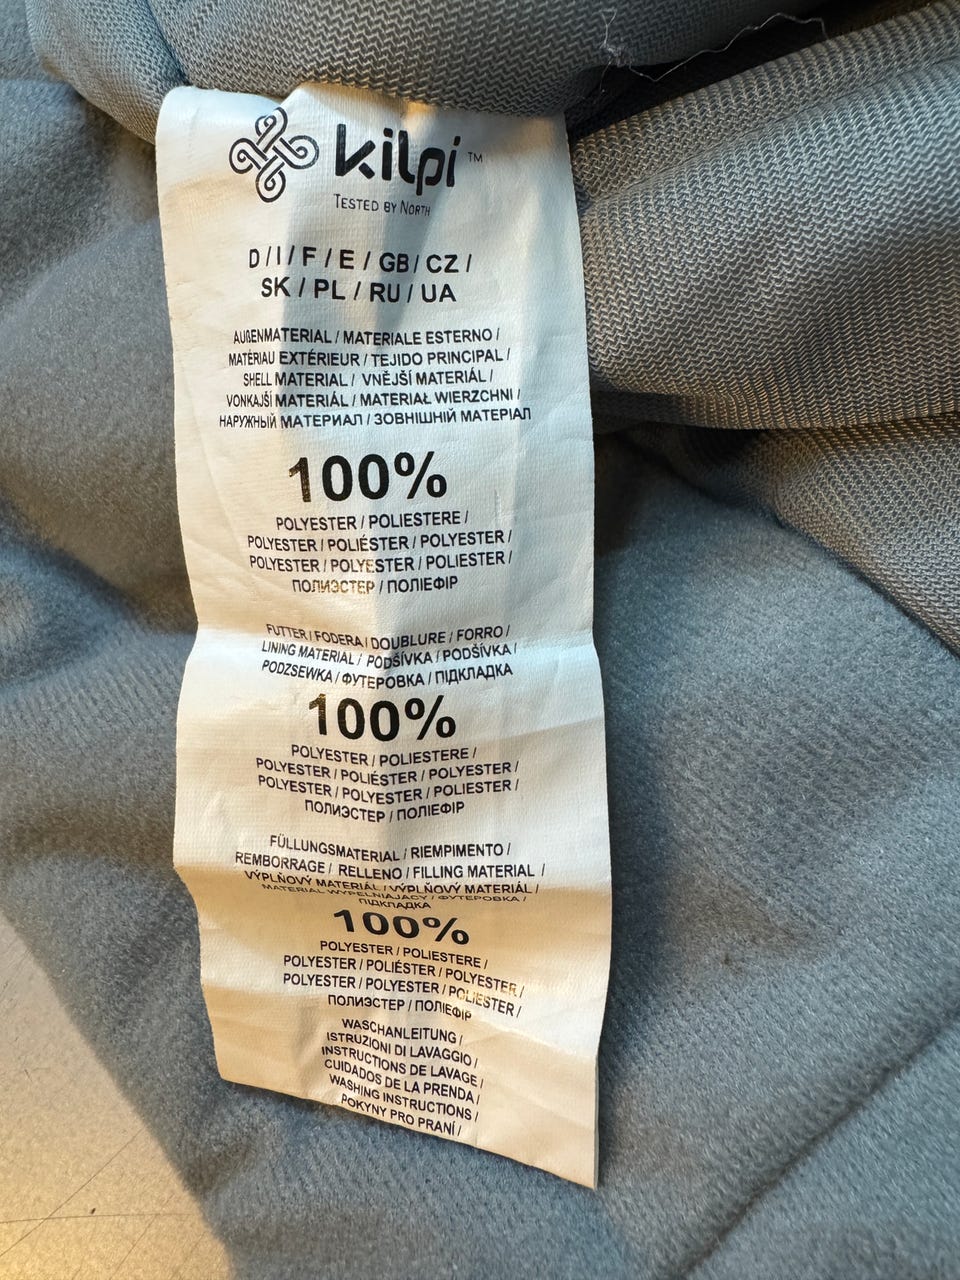 kilpi™
TESTED BY NORTH
D / I / F / E / GB / CZ /
SK / PL / RU / UA
AUßENMATERIAL / MATERIALE ESTERNO /
MATÉRIAU EXTÉRIEUR / TEJIDO PRINCIPAL /
SHELL MATERIAL / VNĚJŠÍ MATERIÁL /
VONKAJŠÍ MATERIÁL / MATERIAŁ WIERZCHNI /
НАРУЖНЫЙ МАТЕРИАЛ / ЗОВНІШНІЙ МАТЕРІАЛ
100%
POLYESTER / POLIESTERE /
POLYESTER / POLIÉSTER / POLYESTER /
POLYESTER / POLYESTER / POLIESTER /
ПОЛИЭСТЕР / ПОЛІЕФІР
FUTTER / FODERA / DOUBLURE / FORRO /
LINING MATERIAL / PODŠÍVKA / PODŠÍVKA /
PODZSEWKA / ФУТЕРОВКА / ПІДКЛАДКА
100%
POLYESTER / POLIESTERE /
POLYESTER / POLIÉSTER / POLYESTER /
POLYESTER / POLYESTER / POLIESTER /
ПОЛИЭСТЕР / ПОЛІЕФІР
FÜLLUNGSMATERIAL / RIEMPIMENTO /
REMBORRAGE / RELLENO / FILLING MATERIAL /
VÝPLŇOVÝ MATERIÁL / VÝPLŇOVÝ MATERIÁL /
MATERIAŁ WYPEŁNIAJĄCY / ФУТЕРОВКА /
ПІДКЛАДКА
100%
POLYESTER / POLIESTERE /
POLYESTER / POLIÉSTER / POLYESTER /
POLYESTER / POLYESTER / POLIESTER /
ПОЛИЭСТЕР / ПОЛІЕФІР
WASCHANLEITUNG /
ISTRUZIONI DI LAVAGGIO /
INSTRUCTIONS DE LAVAGE /
CUIDADOS DE LA PRENDA /
WASHING INSTRUCTIONS /
POKYNY PRO PRANÍ /